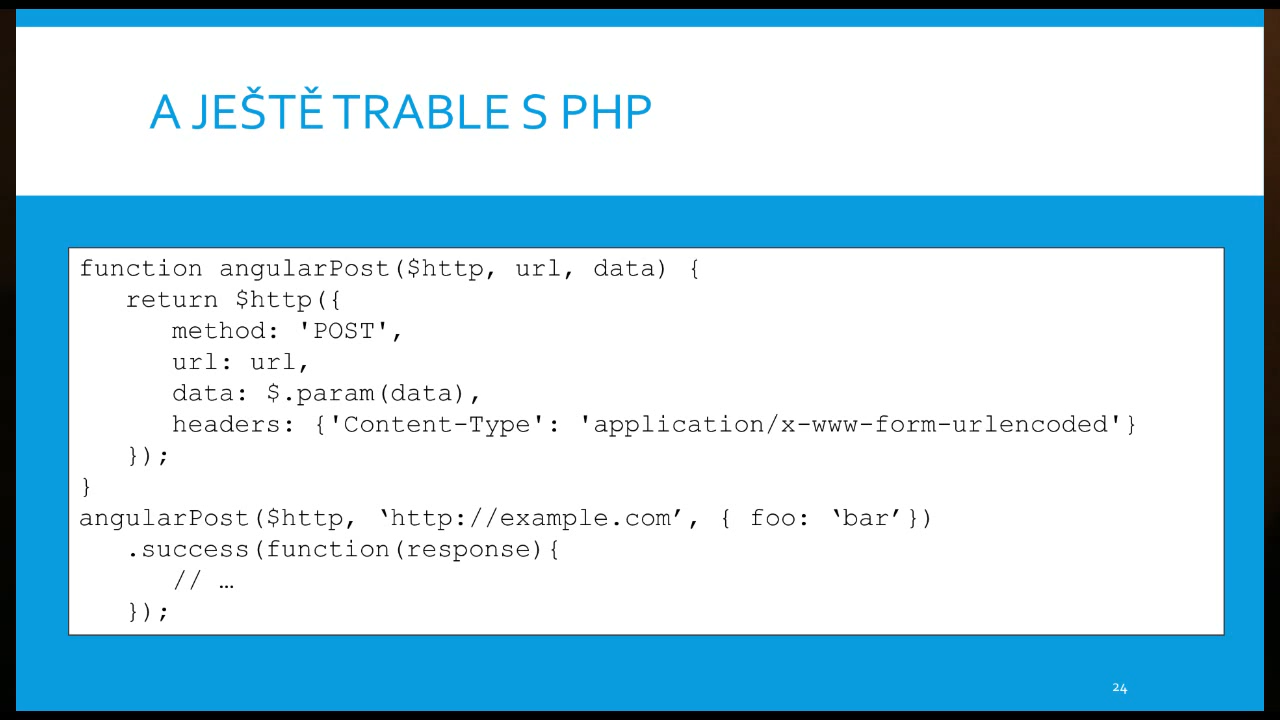 A JEŠTĚ TRABLE S PHP
function angularPost($http, url, data) {
   return $http({
      method: 'POST',
      url: url,
      data: $.param(data),
      headers: {'Content-Type': 'application/x-www-form-urlencoded'}
   });
}
angularPost($http, ‘http://example.com’, { foo: ‘bar’})
   .success(function(response){
      // …
   });
24